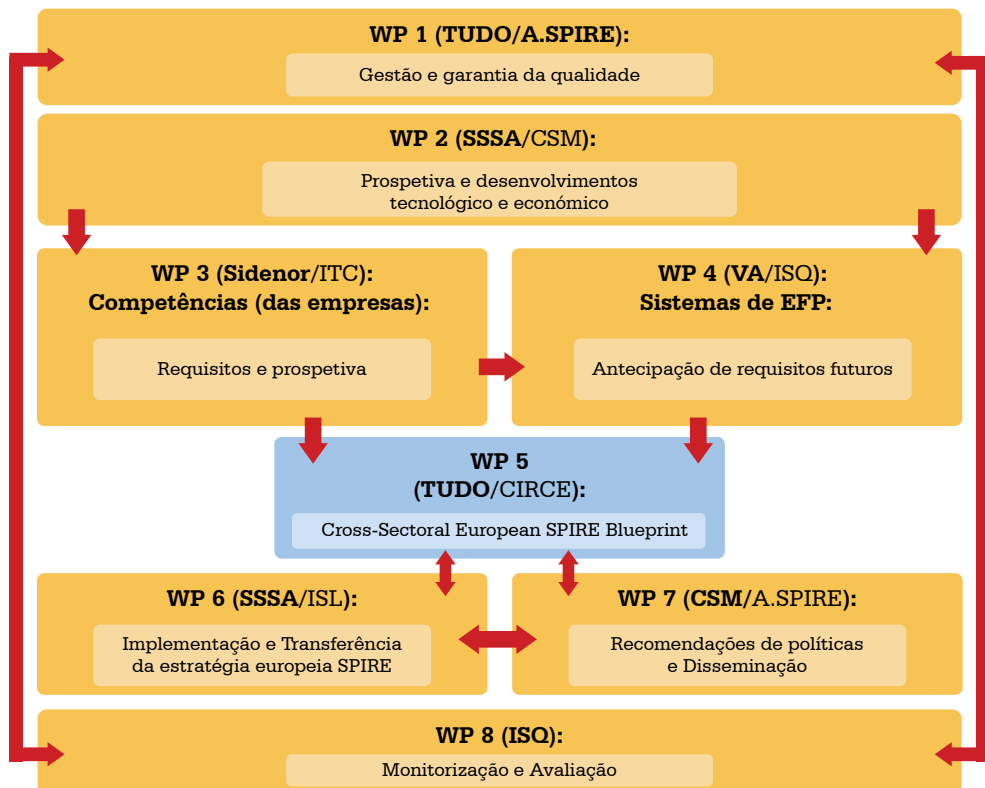 WP 1 (TUDO/A.SPIRE):
Gestão e garantia da qualidade
WP 2 (SSSA/CSM):
Prospetiva e desenvolvimentos
tecnológico e económico
WP 3 (Sidenor/ITC):
Competências (das empresas):
Requisitos e prospetiva
WP 4 (VA/ISQ):
Sistemas de EFP:
Antecipação de requisitos futuros
WP 5
(TUDO/CIRCE):
Cross-Sectoral European SPIRE Blueprint
WP 6 (SSSA/ISL):
Implementação e Transferência
da estratégia europeia SPIRE
WP 7 (CSM/A.SPIRE):
Recomendações de políticas
e Disseminação
WP 8 (ISQ):
Monitorização e Avaliação